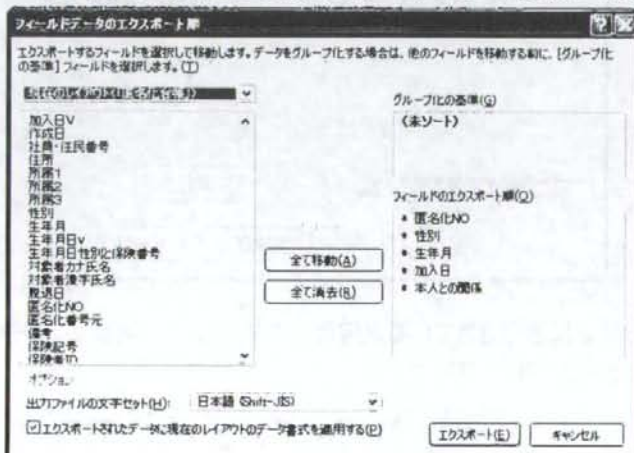 フィールドデータのエクスポート順
エクスポートするフィールドを選択して移動します。データをグループ化する場合は、他のフィールドを移動する前に、[グループ化
の基準]フィールドを選択します。(T)
グループ化の基準(G)
加入日V
作成日
社員・住民番号
住所
所属1
所属2
所属3
性別
生年月
生年月日v
生年月日性別と保険番号
対象者カナ氏名
対象者漢字氏名
脱退日
匿名化NO
匿名化番号元
備考
保険記号
保険者ID
(未ソート)
フィールドのエクスポート順(O)
匿名化NO
性別
生年月
加入日
本人との関係
全て移動(A)
全て消去(R)
オプション
出力ファイルの文字セット(H): 日本語 (Shift-JIS)
エクスポートされたデータに現在のレイアウトのデータ書式を適用する(P)
エクスポート(E) キャンセル